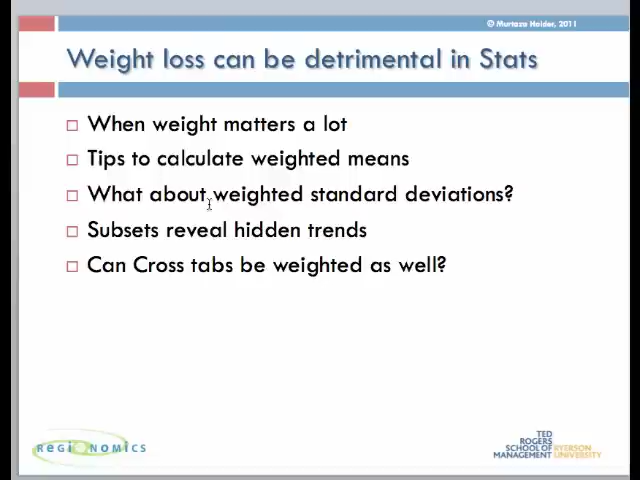 © Murtaza Haider, 2011
Weight loss can be detrimental in Stats
When weight matters a lot
Tips to calculate weighted means
What about weighted standard deviations?
Subsets reveal hidden trends
Can Cross tabs be weighted as well?
REGIONOMICS
TED
ROGERS
SCHOOL OF
MANAGEMENT
RYERSON
UNIVERSITY